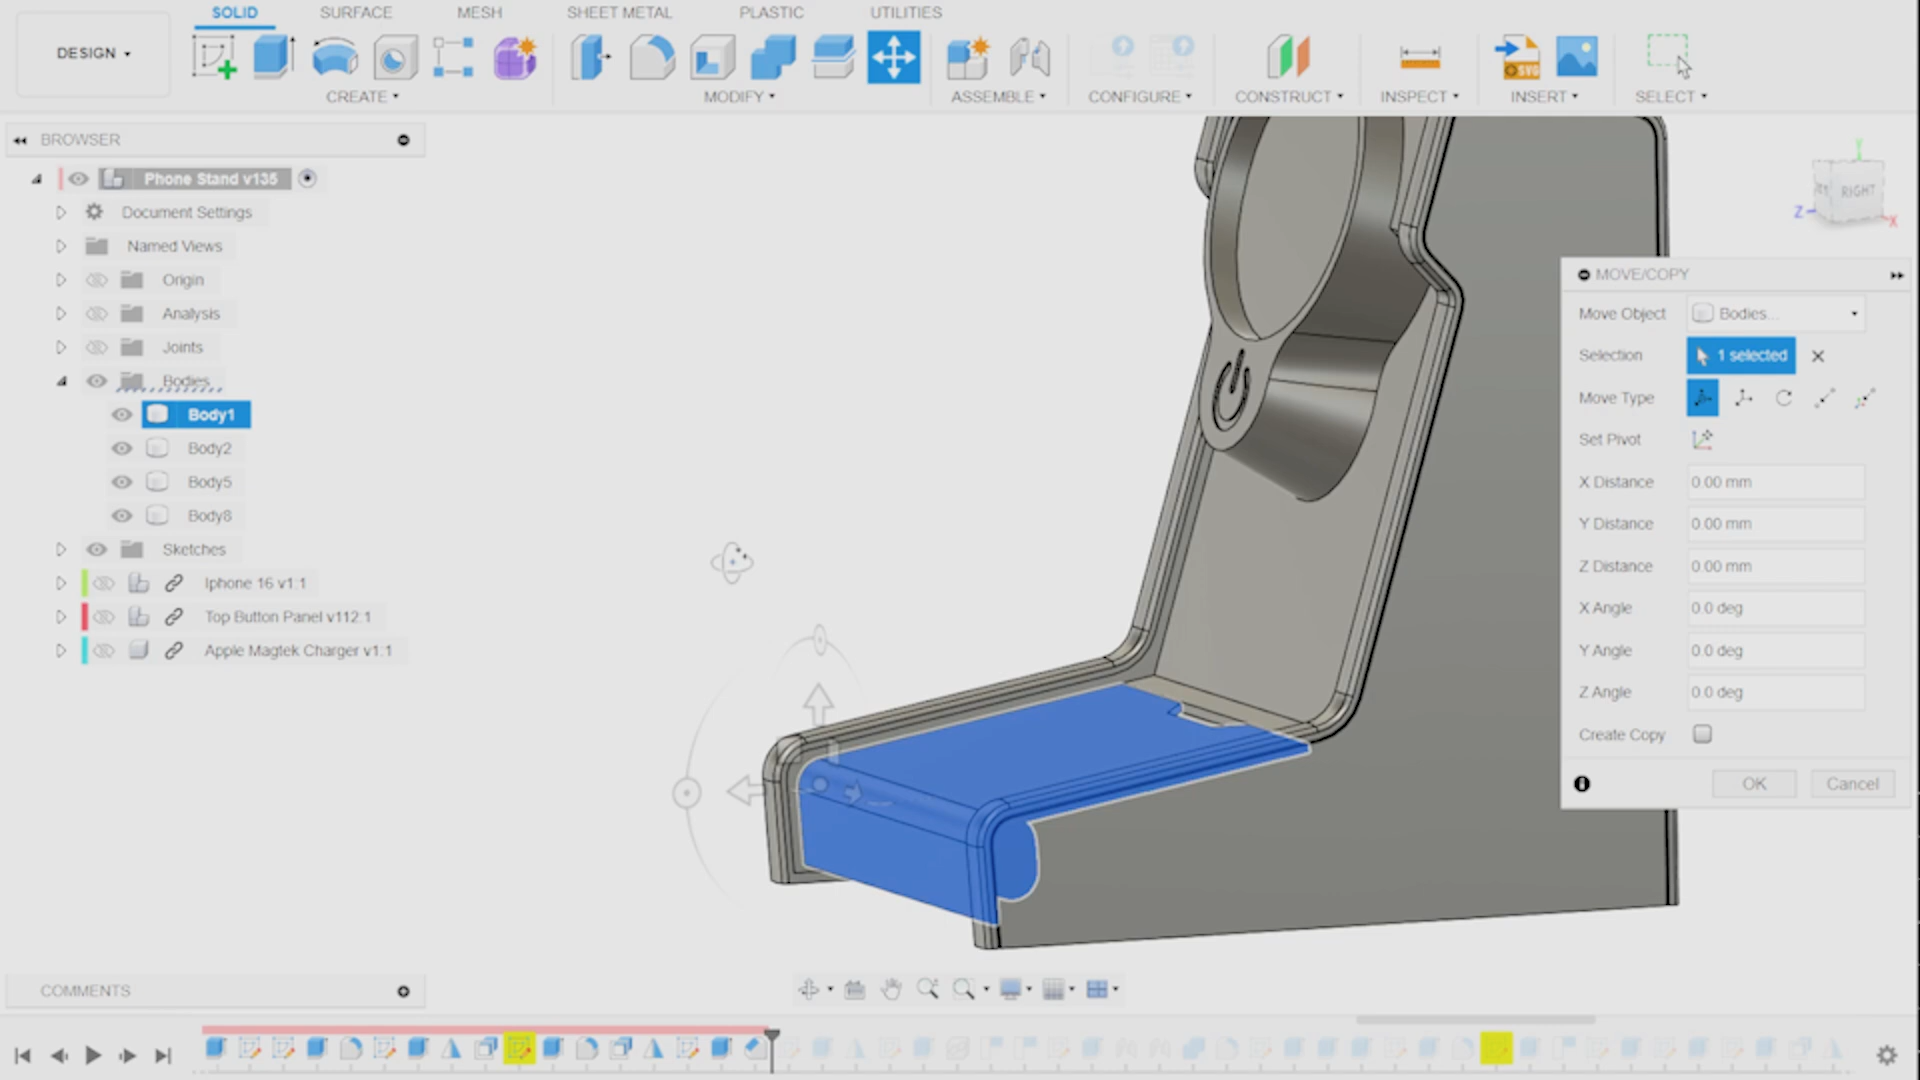 SOLID SURFACE MESH SHEET METAL PLASTIC UTILITIES
DESIGN
CREATE MODIFY ASSEMBLE CONFIGURE CONSTRUCT INSPECT INSERT SELECT
SVG
BROWSER
Phone Stand v135
Document Settings
Named Views
Origin
Analysis
Joints
Bodies
Body1
Body2
Body5
Body8
Sketches
Iphone 16 v1:1
Top Button Panel v112:1
Apple Magtek Charger v1:1
Y
RIGHT
Z
X
MOVE/COPY
Move Object Bodies...
Selection 1 selected
Move Type
Set Pivot
X Distance 0.00 mm
Y Distance 0.00 mm
Z Distance 0.00 mm
X Angle 0.0 deg
Y Angle 0.0 deg
Z Angle 0.0 deg
Create Copy
OK Cancel
COMMENTS